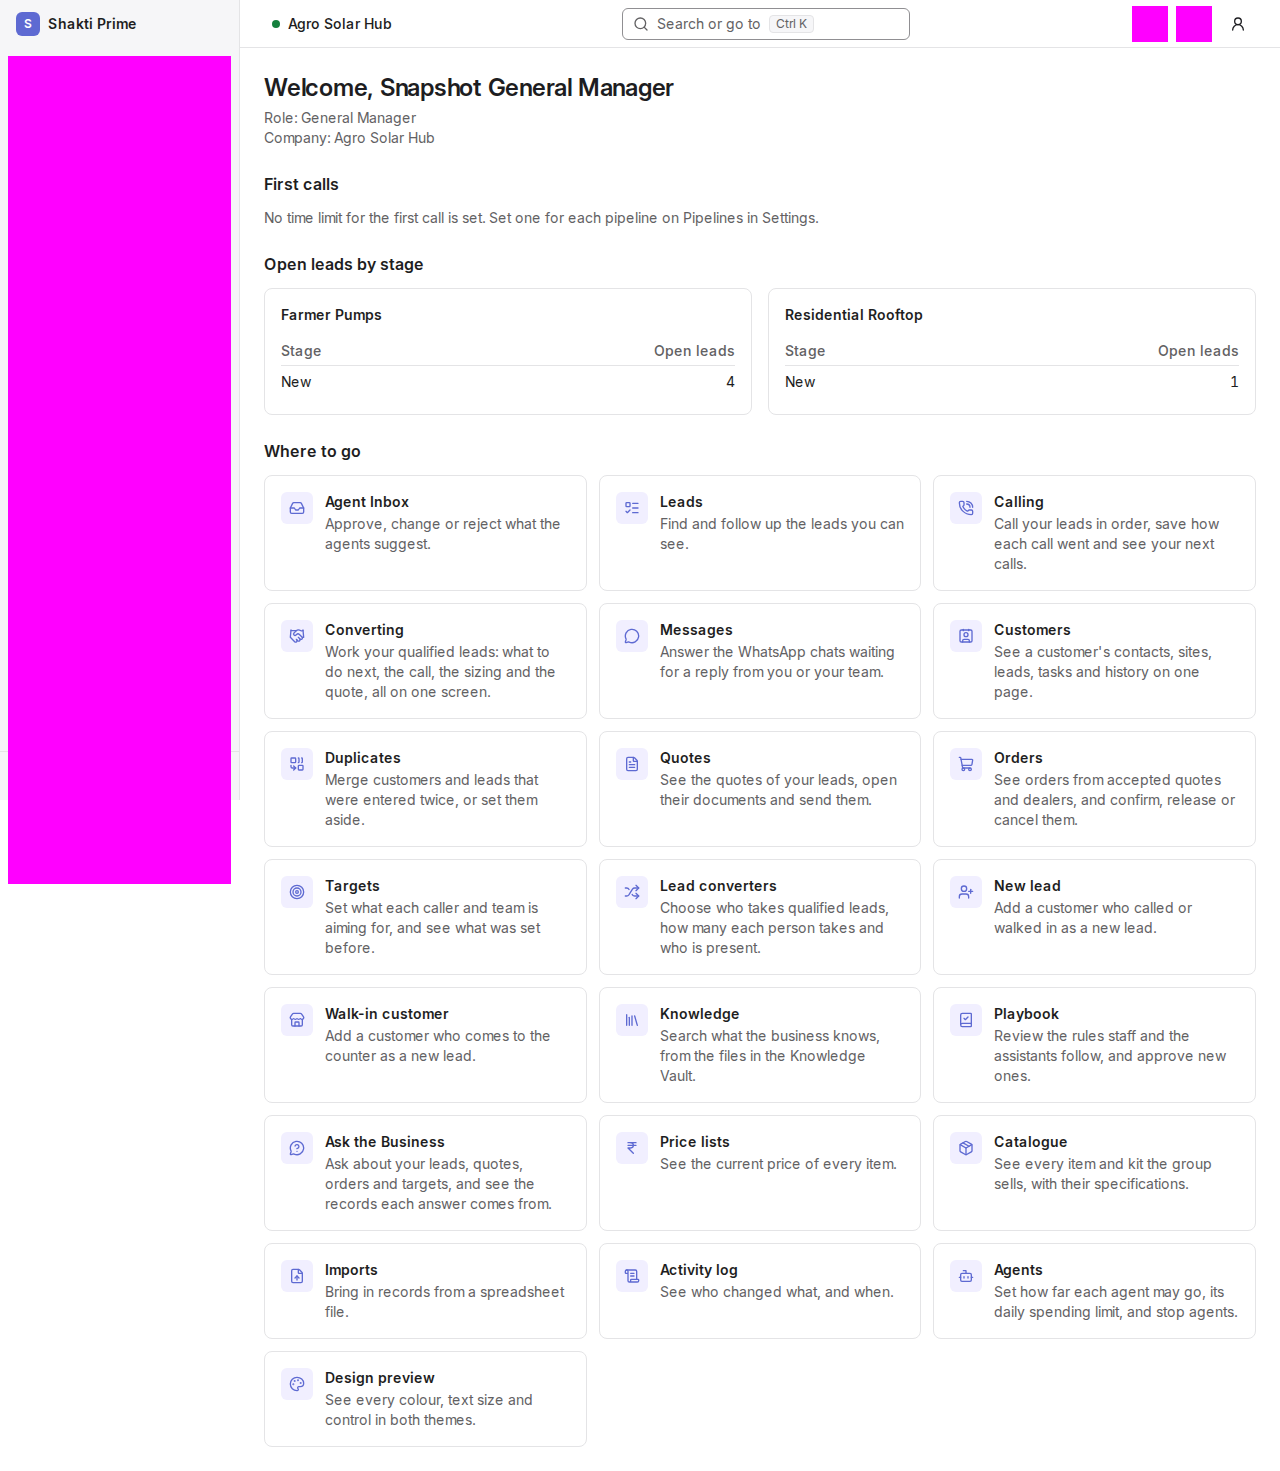 S Shakti Prime
Agro Solar Hub
Search or go to Ctrl K
Welcome, Snapshot General Manager
Role: General Manager
Company: Agro Solar Hub
First calls
No time limit for the first call is set. Set one for each pipeline on Pipelines in Settings.
Open leads by stage
Farmer Pumps
Stage Open leads
New 4
Residential Rooftop
Stage Open leads
New 1
Where to go
Agent Inbox
Approve, change or reject what the
agents suggest.
Leads
Find and follow up the leads you can
see.
Calling
Call your leads in order, save how
each call went and see your next
calls.
Converting
Work your qualified leads: what to
do next, the call, the sizing and the
quote, all on one screen.
Messages
Answer the WhatsApp chats waiting
for a reply from you or your team.
Customers
See a customer's contacts, sites,
leads, tasks and history on one
page.
Duplicates
Merge customers and leads that
were entered twice, or set them
aside.
Quotes
See the quotes of your leads, open
their documents and send them.
Orders
See orders from accepted quotes
and dealers, and confirm, release or
cancel them.
Targets
Set what each caller and team is
aiming for, and see what was set
before.
Lead converters
Choose who takes qualified leads,
how many each person takes and
who is present.
New lead
Add a customer who called or
walked in as a new lead.
Walk-in customer
Add a customer who comes to the
counter as a new lead.
Knowledge
Search what the business knows,
from the files in the Knowledge
Vault.
Playbook
Review the rules staff and the
assistants follow, and approve new
ones.
Ask the Business
Ask about your leads, quotes,
orders and targets, and see the
records each answer comes from.
Price lists
See the current price of every item.
Catalogue
See every item and kit the group
sells, with their specifications.
Imports
Bring in records from a spreadsheet
file.
Activity log
See who changed what, and when.
Agents
Set how far each agent may go, its
daily spending limit, and stop agents.
Design preview
See every colour, text size and
control in both themes.